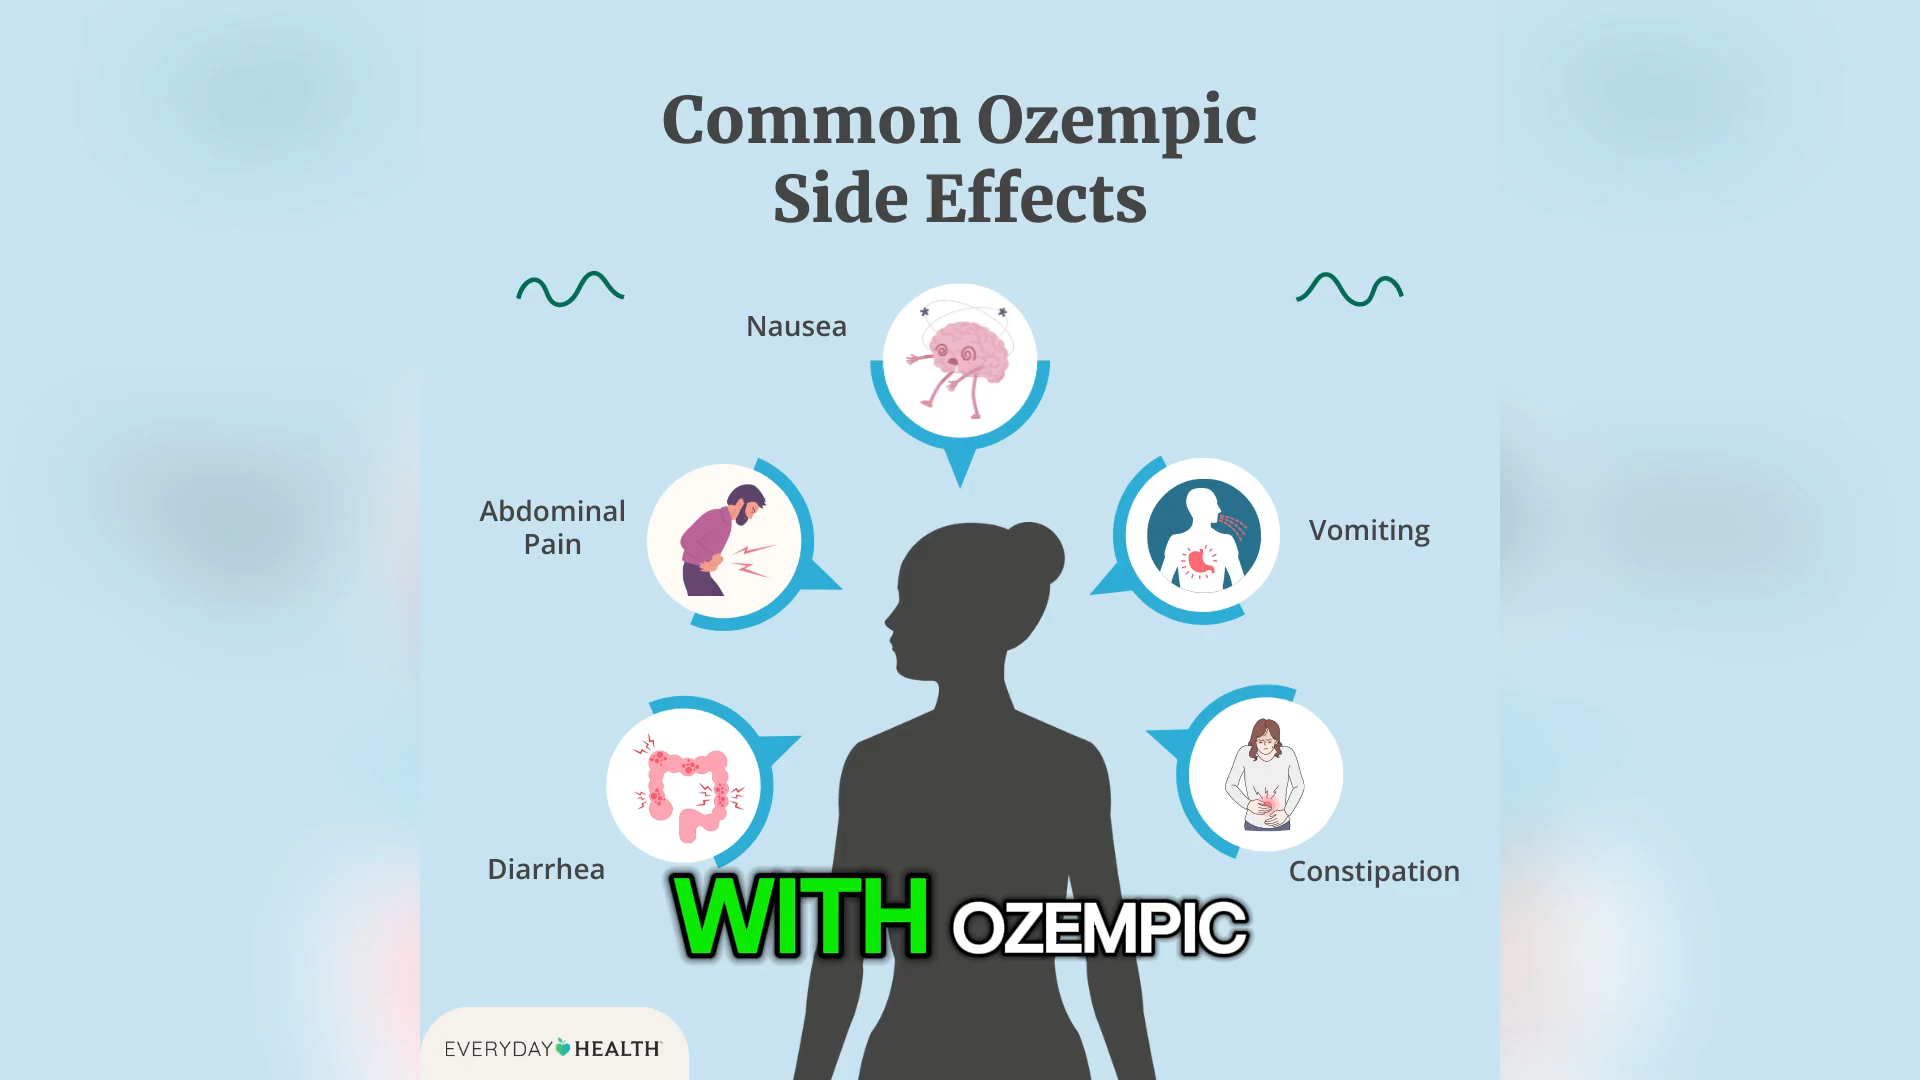 Common Ozempic
Side Effects
Nausea
Abdominal
Pain
Vomiting
Diarrhea
Constipation
WITH OZEMPIC
EVERYDAY HEALTH